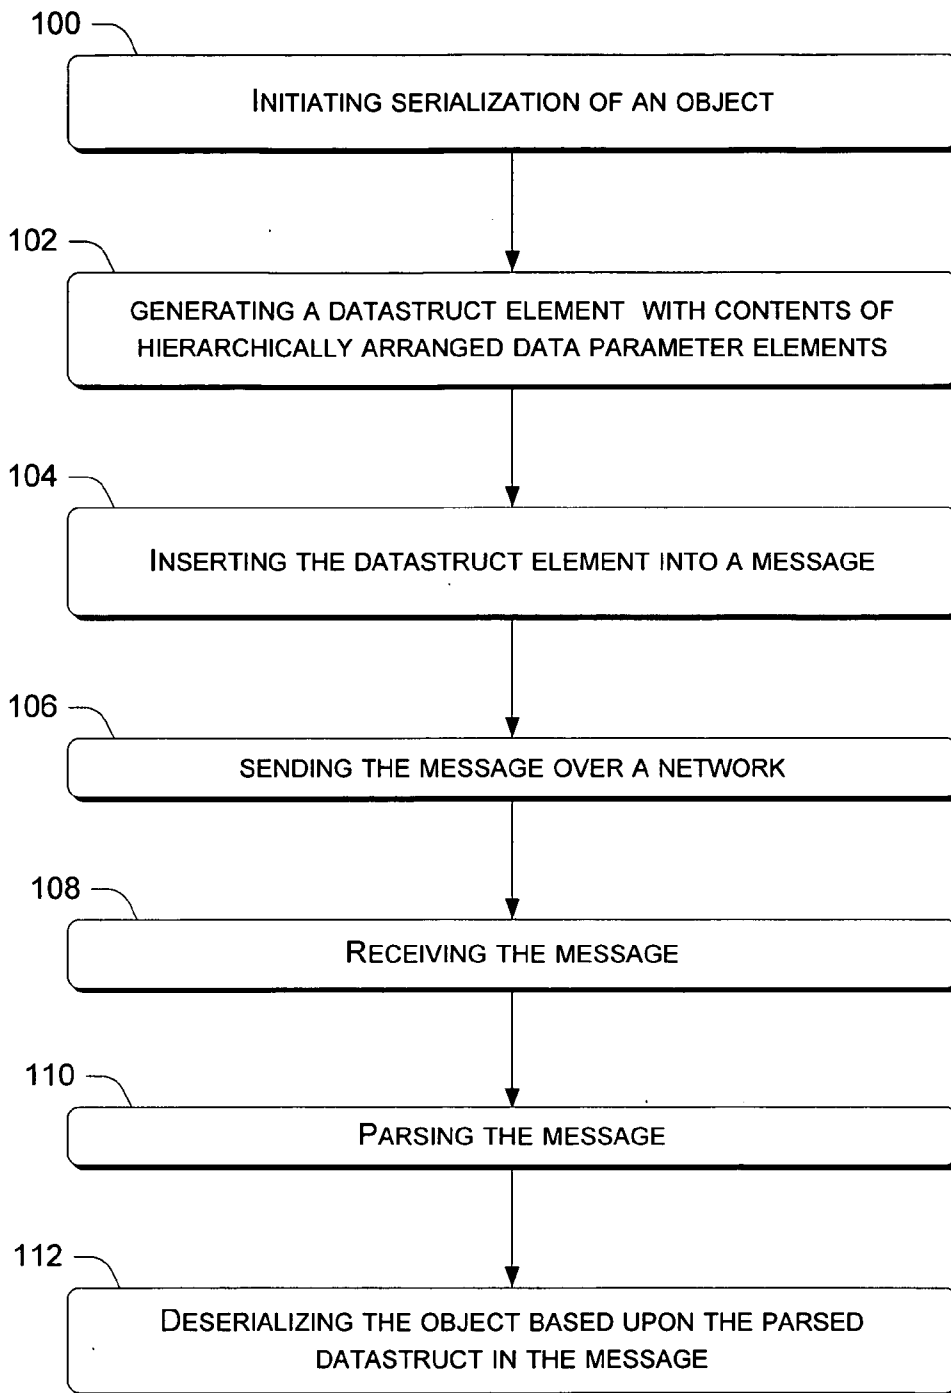 100
INITIATING SERIALIZATION OF AN OBJECT
102
GENERATING A DATASTRUCT ELEMENT WITH CONTENTS OF
HIERARCHICALLY ARRANGED DATA PARAMETER ELEMENTS
104
INSERTING THE DATASTRUCT ELEMENT INTO A MESSAGE
106
SENDING THE MESSAGE OVER A NETWORK
108
RECEIVING THE MESSAGE
110
PARSING THE MESSAGE
112
DESERIALIZING THE OBJECT BASED UPON THE PARSED
DATASTRUCT IN THE MESSAGE